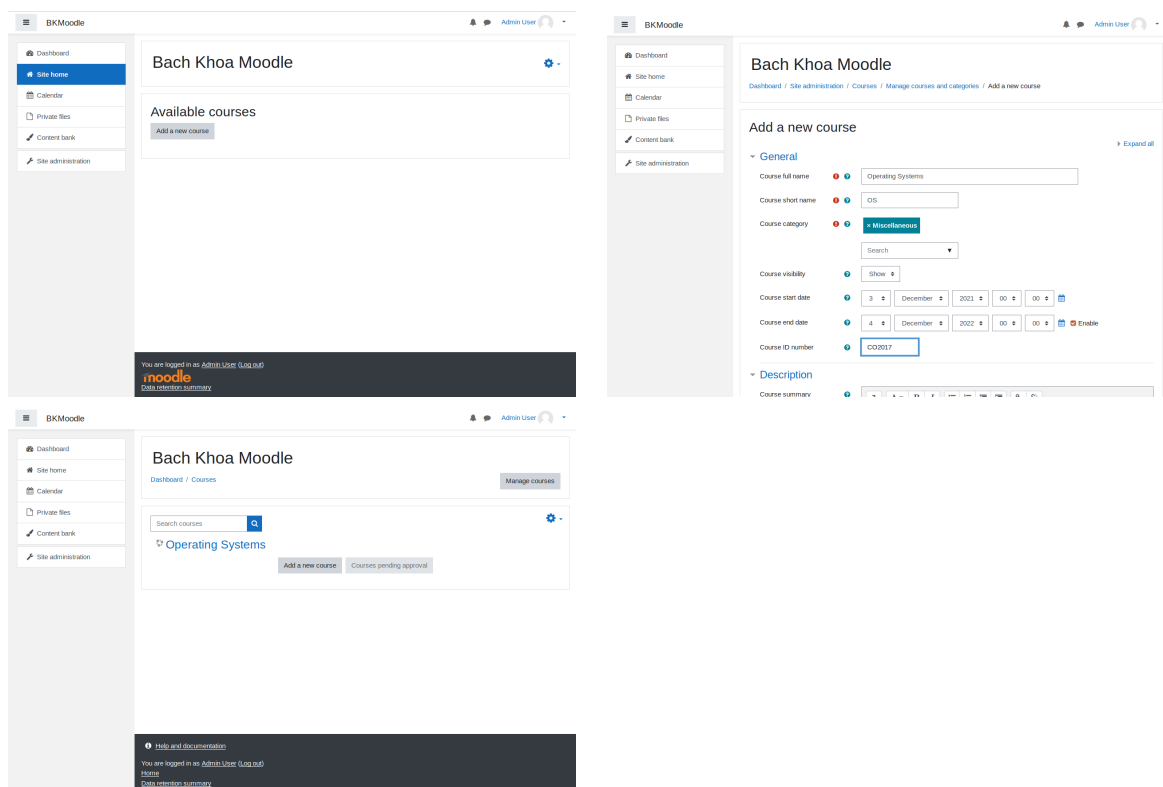 BKMoodle
Admin User
Dashboard
Site home
Calendar
Private files
Content bank
Site administration
Bach Khoa Moodle
Available courses
Add a new course
You are logged in as Admin User (Log out)
moodle
Data retention summary
BKMoodle
Admin User
Dashboard
Site home
Calendar
Private files
Content bank
Site administration
Bach Khoa Moodle
Dashboard / Site administration / Courses / Manage courses and categories / Add a new course
Add a new course
Expand all
General
Course full name Operating Systems
Course short name OS
Course category × Miscellaneous
Search
Course visibility Show
Course start date 3 December 2021 00 00
Course end date 4 December 2022 00 00 Enable
Course ID number CO2017
Description
Course summary
BKMoodle
Admin User
Dashboard
Site home
Calendar
Private files
Content bank
Site administration
Bach Khoa Moodle
Dashboard / Courses
Manage courses
Search courses
Operating Systems
Add a new course Courses pending approval
Help and documentation
You are logged in as Admin User (Log out)
Home
Data retention summary